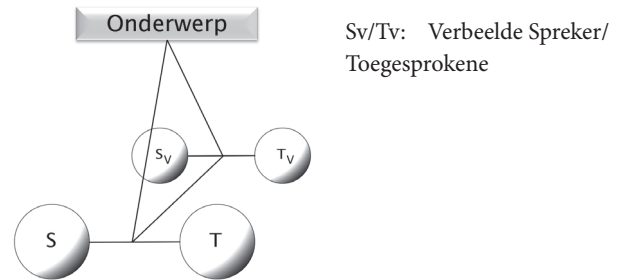 Onderwerp
Sv/Tv: Verbeelde Spreker/
Toegesprokene
SV TV
S T